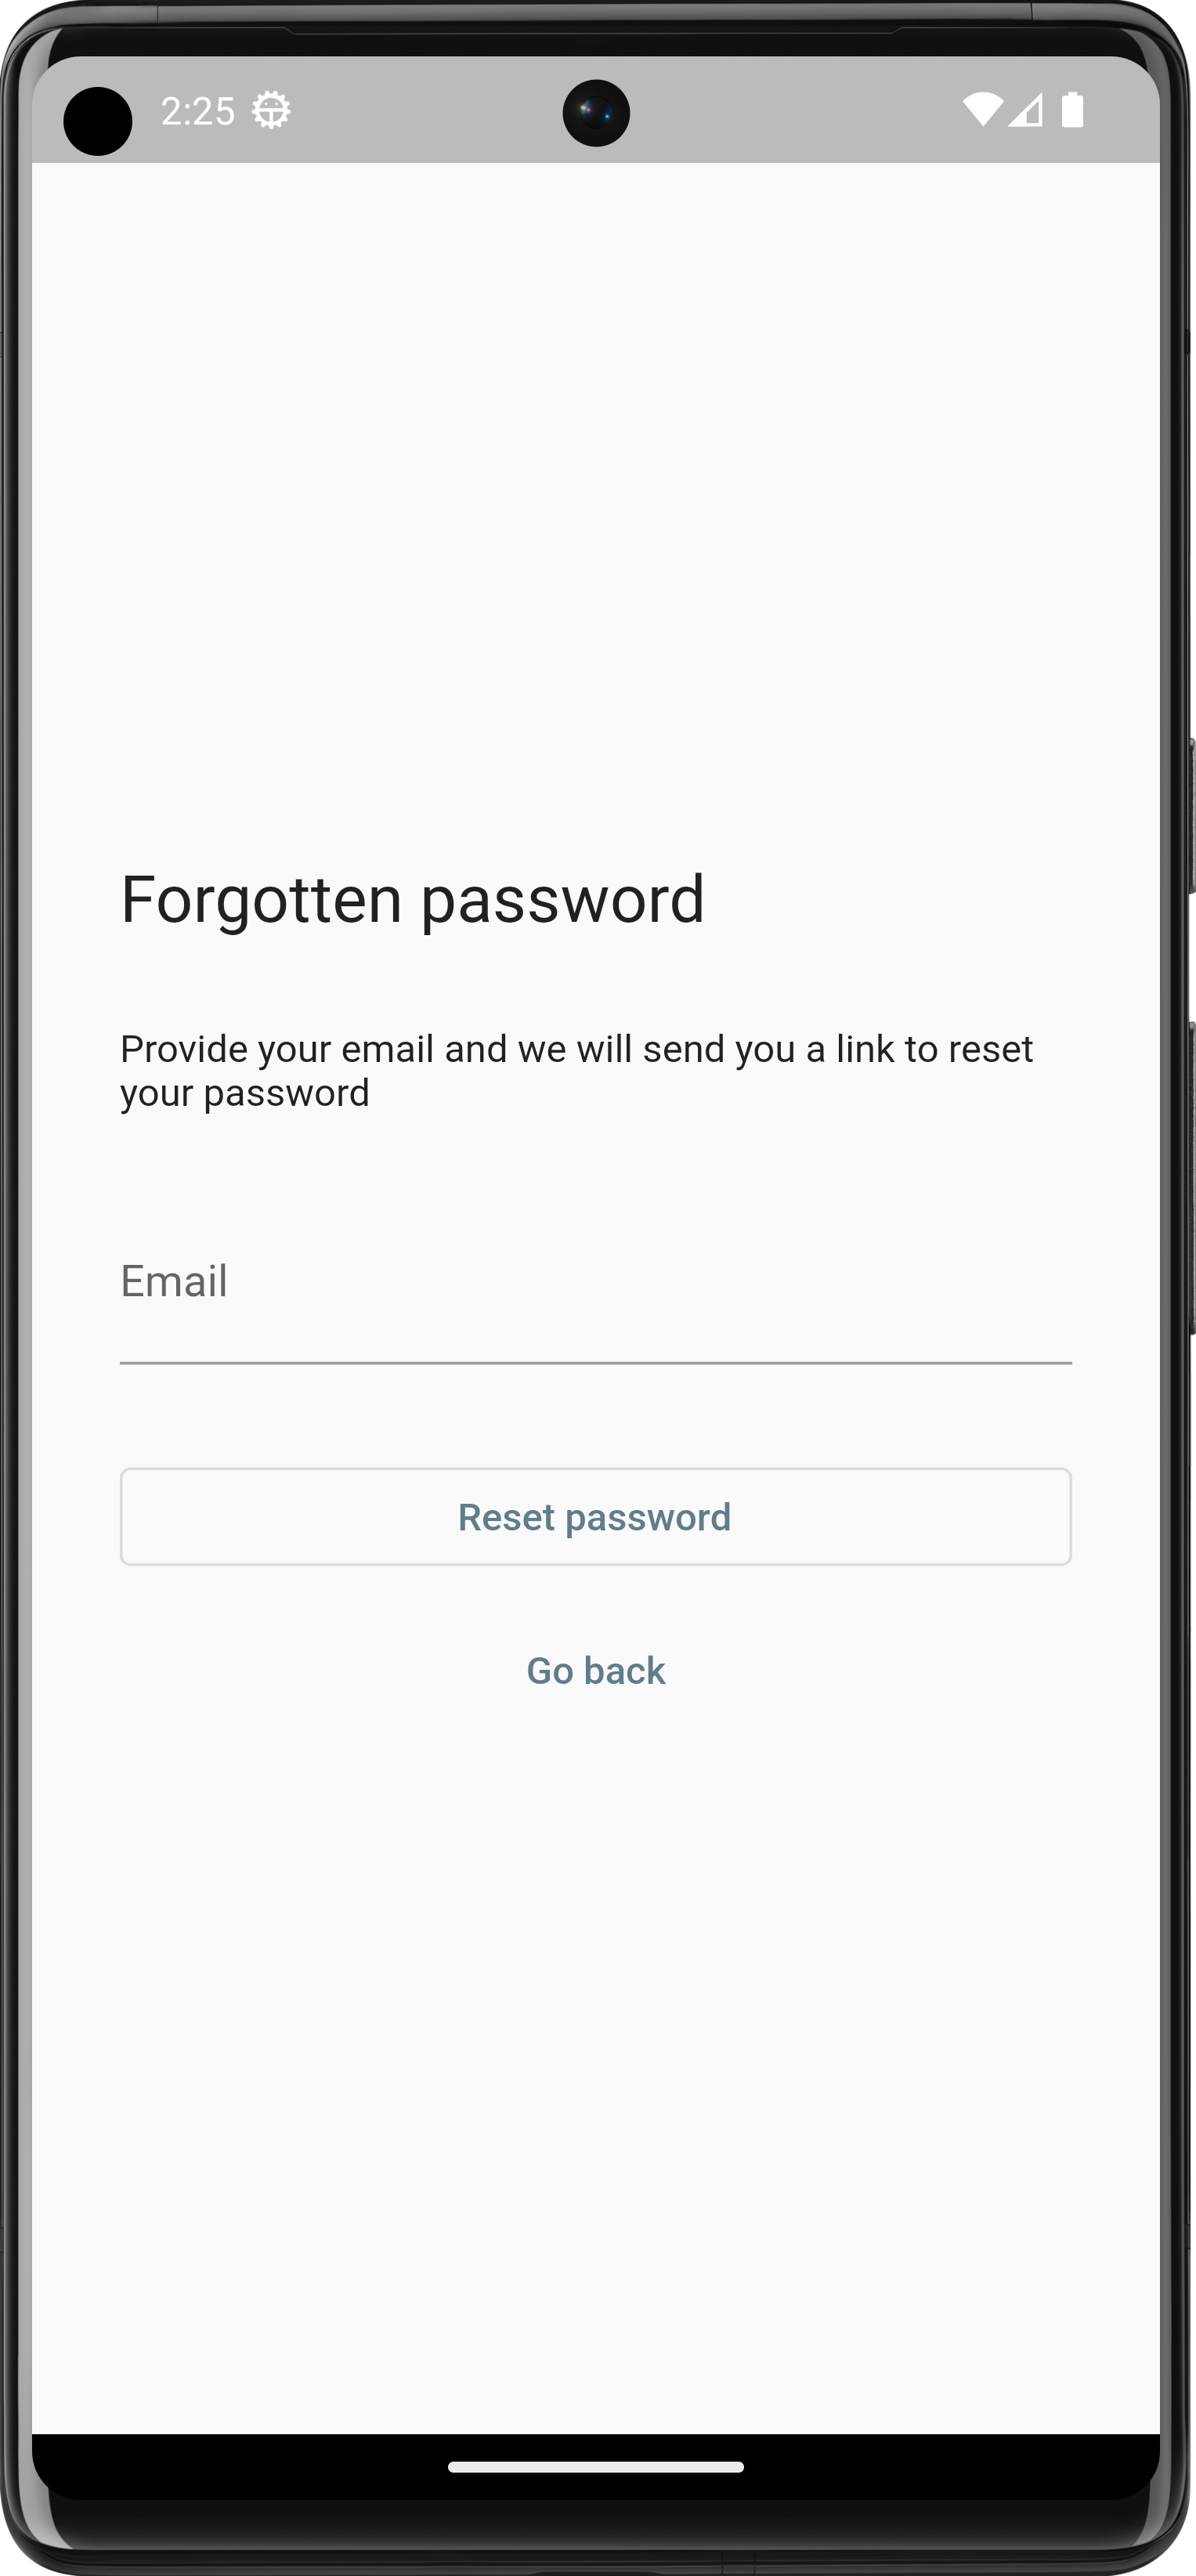 2:25
Forgotten password
Provide your email and we will send you a link to reset
your password
Email
Reset password
Go back